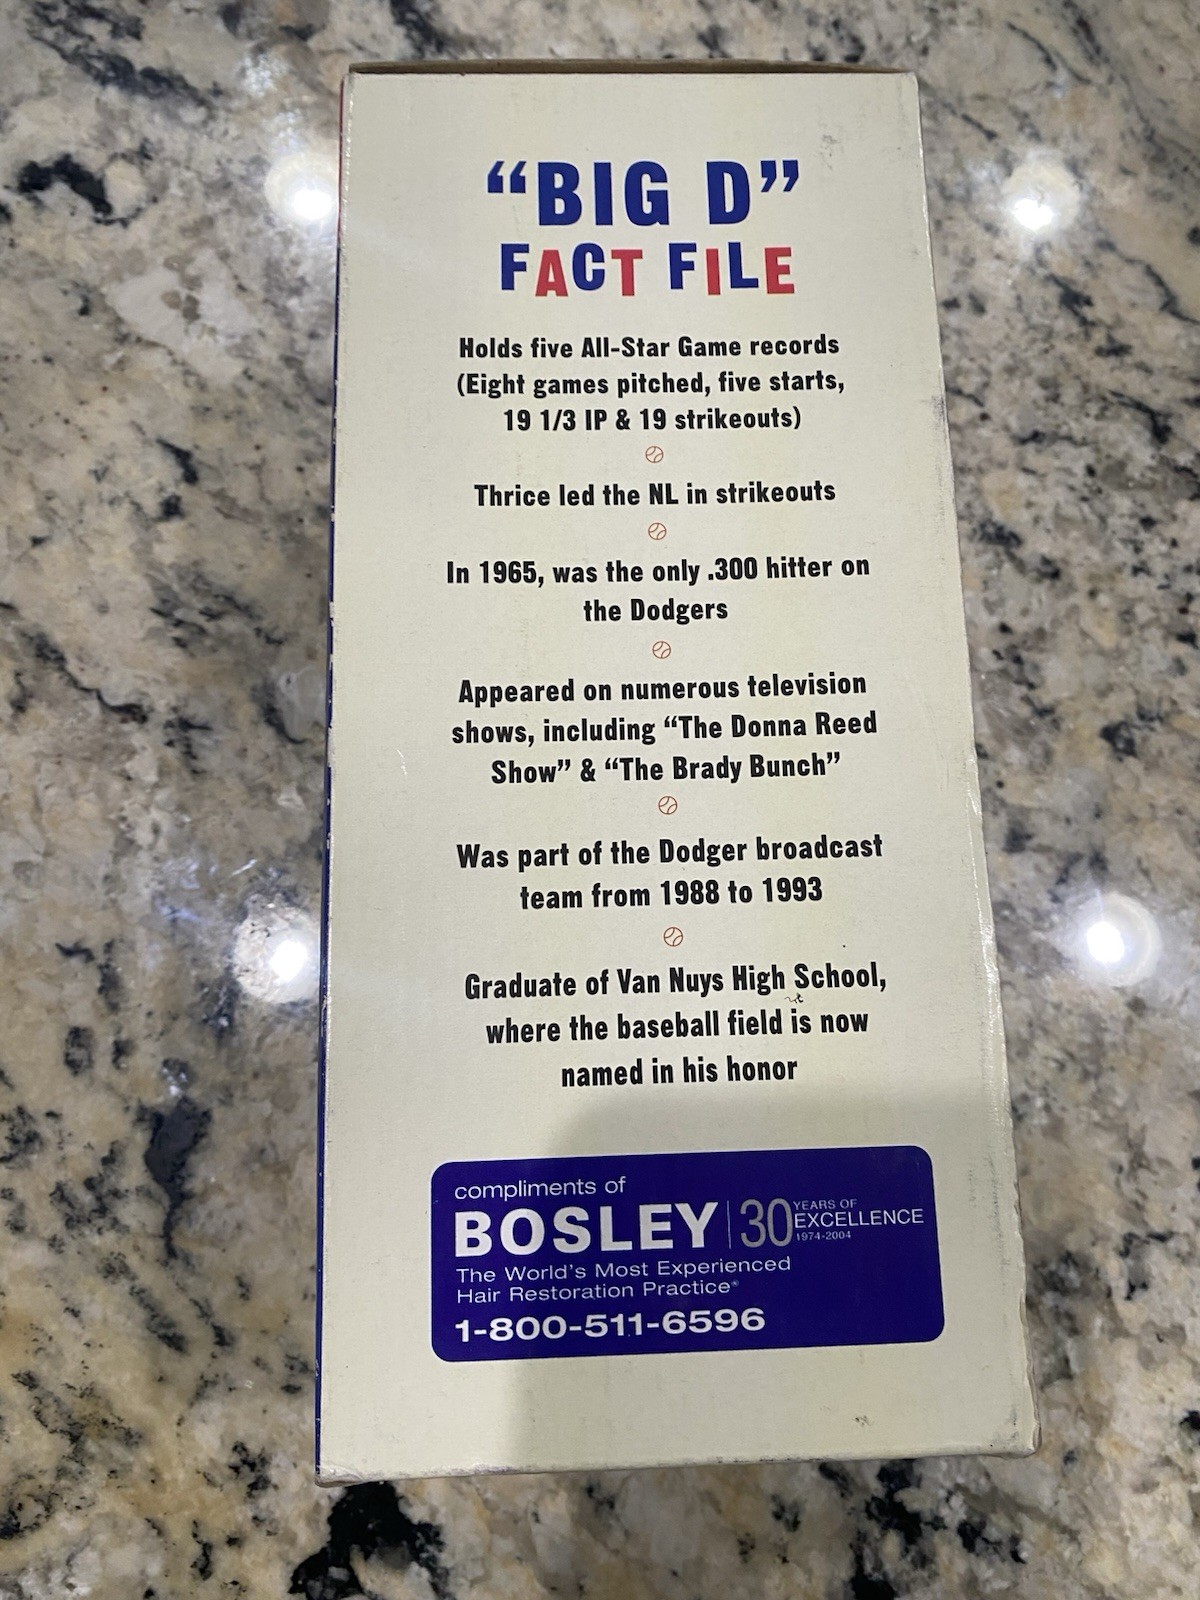 “BIG D”
FACT FILE
Holds five All-Star Game records
(Eight games pitched, five starts,
19 1/3 IP & 19 strikeouts)
Thrice led the NL in strikeouts
In 1965, was the only .300 hitter on
the Dodgers
Appeared on numerous television
shows, including “The Donna Reed
Show” & “The Brady Bunch”
Was part of the Dodger broadcast
team from 1988 to 1993
Graduate of Van Nuys High School,
where the baseball field is now
named in his honor
compliments of
BOSLEY | 30 YEARS OF
EXCELLENCE
1974-2004
The World's Most Experienced
Hair Restoration Practice®
1-800-511-6596